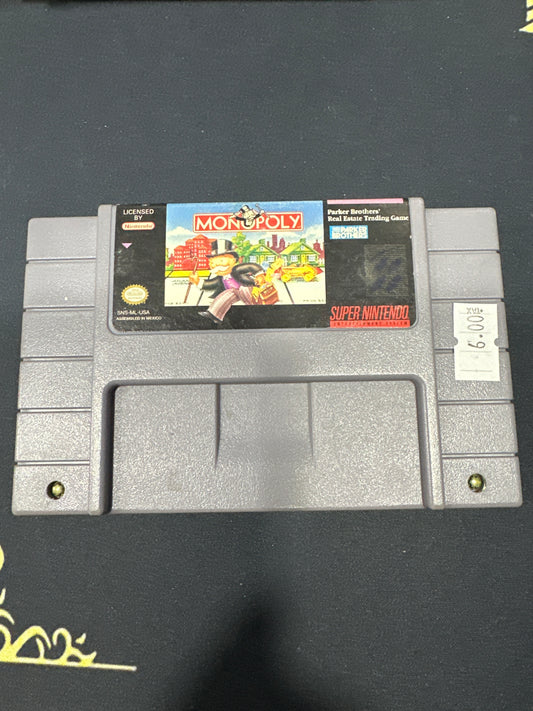 LICENSED
BY
Nintendo
SNS-ML-USA
ASSEMBLED IN MEXICO
MONOPOLY
Parker Brothers'
Real Estate Trading Game
PARKER
BROTHERS
SUPER NINTENDO
ENTERTAINMENT SYSTEM
+TAX
6.00